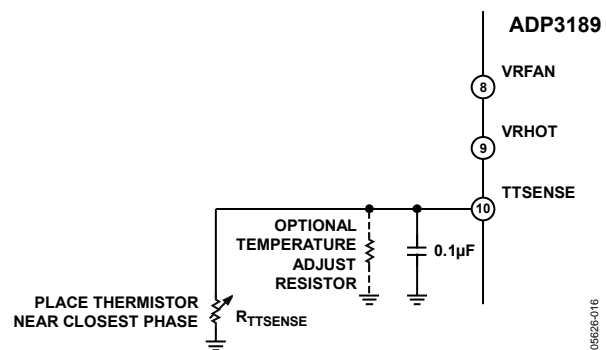 ADP3189
VRFAN
8
VRHOT
9
TTSENSE
10
OPTIONAL
TEMPERATURE
ADJUST
RESISTOR
0.1µF
PLACE THERMISTOR
NEAR CLOSEST PHASE
RTTSENSE
05626-016